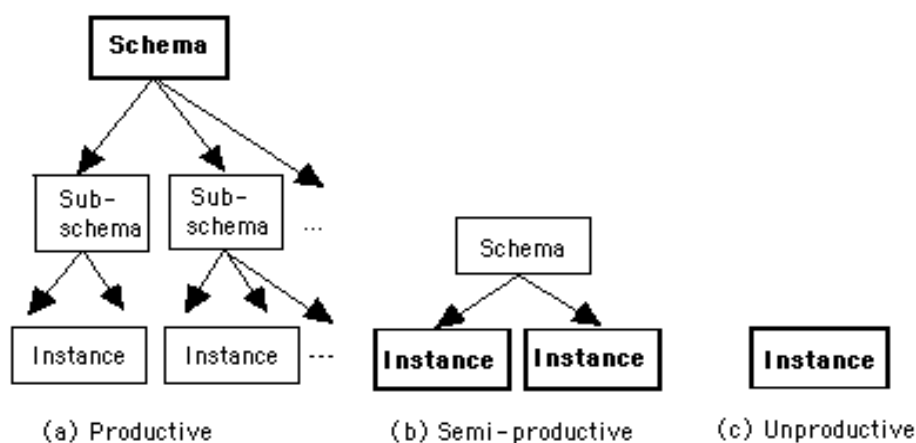 Schema
Sub-
schema
Sub-
schema
...
Schema
Instance
Instance
...
Instance
Instance
Instance
(a) Productive
(b) Semi-productive
(c) Unproductive